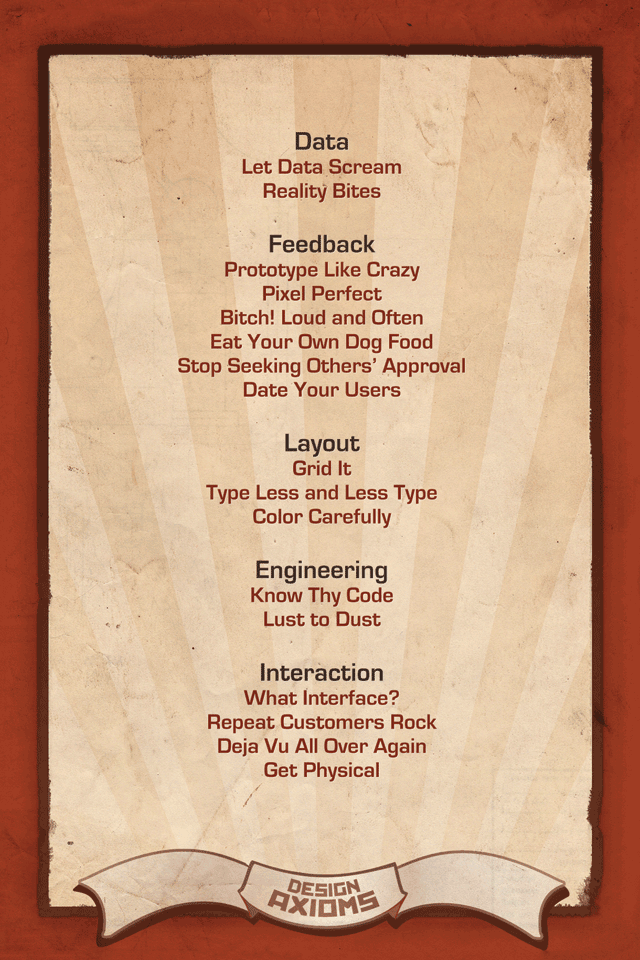 Data
Let Data Scream
Reality Bites
Feedback
Prototype Like Crazy
Pixel Perfect
Bitch! Loud and Often
Eat Your Own Dog Food
Stop Seeking Others’ Approval
Date Your Users
Layout
Grid It
Type Less and Less Type
Color Carefully
Engineering
Know Thy Code
Lust to Dust
Interaction
What Interface?
Repeat Customers Rock
Deja Vu All Over Again
Get Physical
DESIGN
AXIOMS